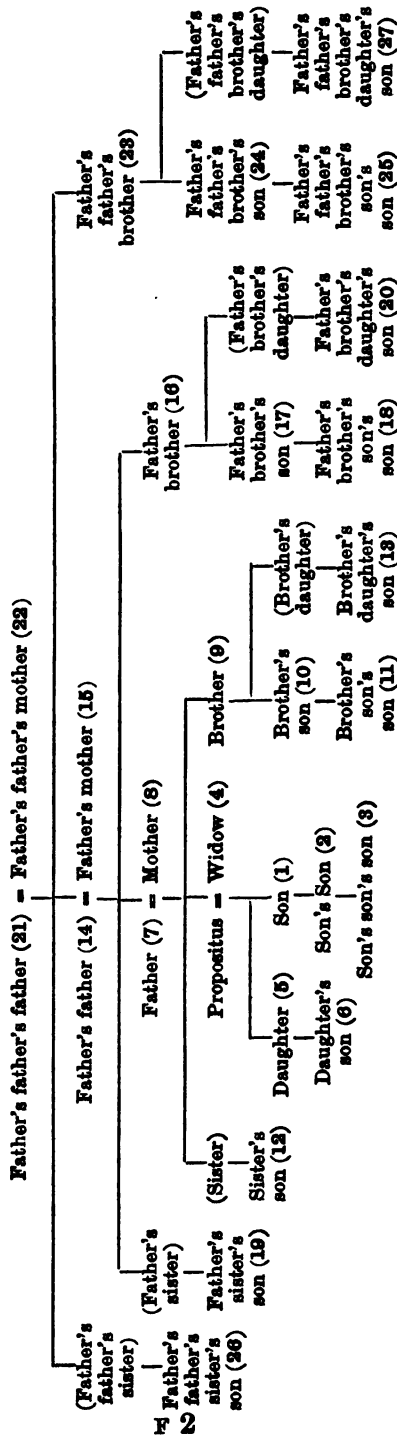 Father's father's father (21) = Father's father's mother (22)
Father's father (14) = Father's mother (15)
Father (7) = Mother (8)
Propositus = Widow (4)
(Father's
father's
sister)
Father's
father's
sister's
son (26)
(Father's
sister)
Father's
sister's
son (19)
(Sister)
Sister's
son (12)
Daughter (5)
Daughter's
son (6)
Son (1)
Son's Son (2)
Son's son's son (3)
Brother (9)
Brother's
son (10)
Brother's
son's
son (11)
(Brother's
daughter)
Brother's
daughter's
son (13)
Father's
brother (16)
Father's
brother's
son (17)
Father's
brother's
son's
son (18)
(Father's
brother's
daughter)
Father's
brother's
daughter's
son (20)
Father's
father's
brother (23)
Father's
father's
brother's
son (24)
Father's
father's
brother's
son's
son (25)
(Father's
father's
brother's
daughter)
Father's
father's
brother's
daughter's
son (27)
F 2